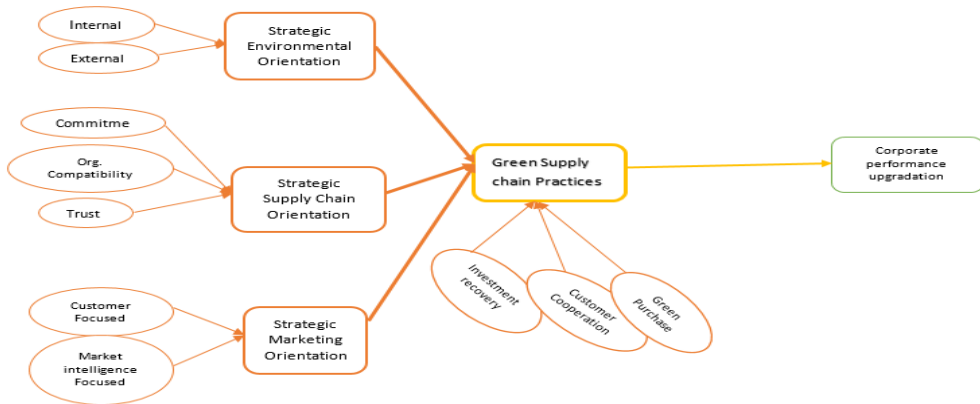 Internal
External
Strategic
Environmental
Orientation
Commitme
Org.
Compatibility
Trust
Strategic
Supply Chain
Orientation
Customer
Focused
Market
intelligence
Focused
Strategic
Marketing
Orientation
Green Supply
chain Practices
Investment
recovery
Customer
Cooperation
Green
Purchase
Corporate
performance
upgradation